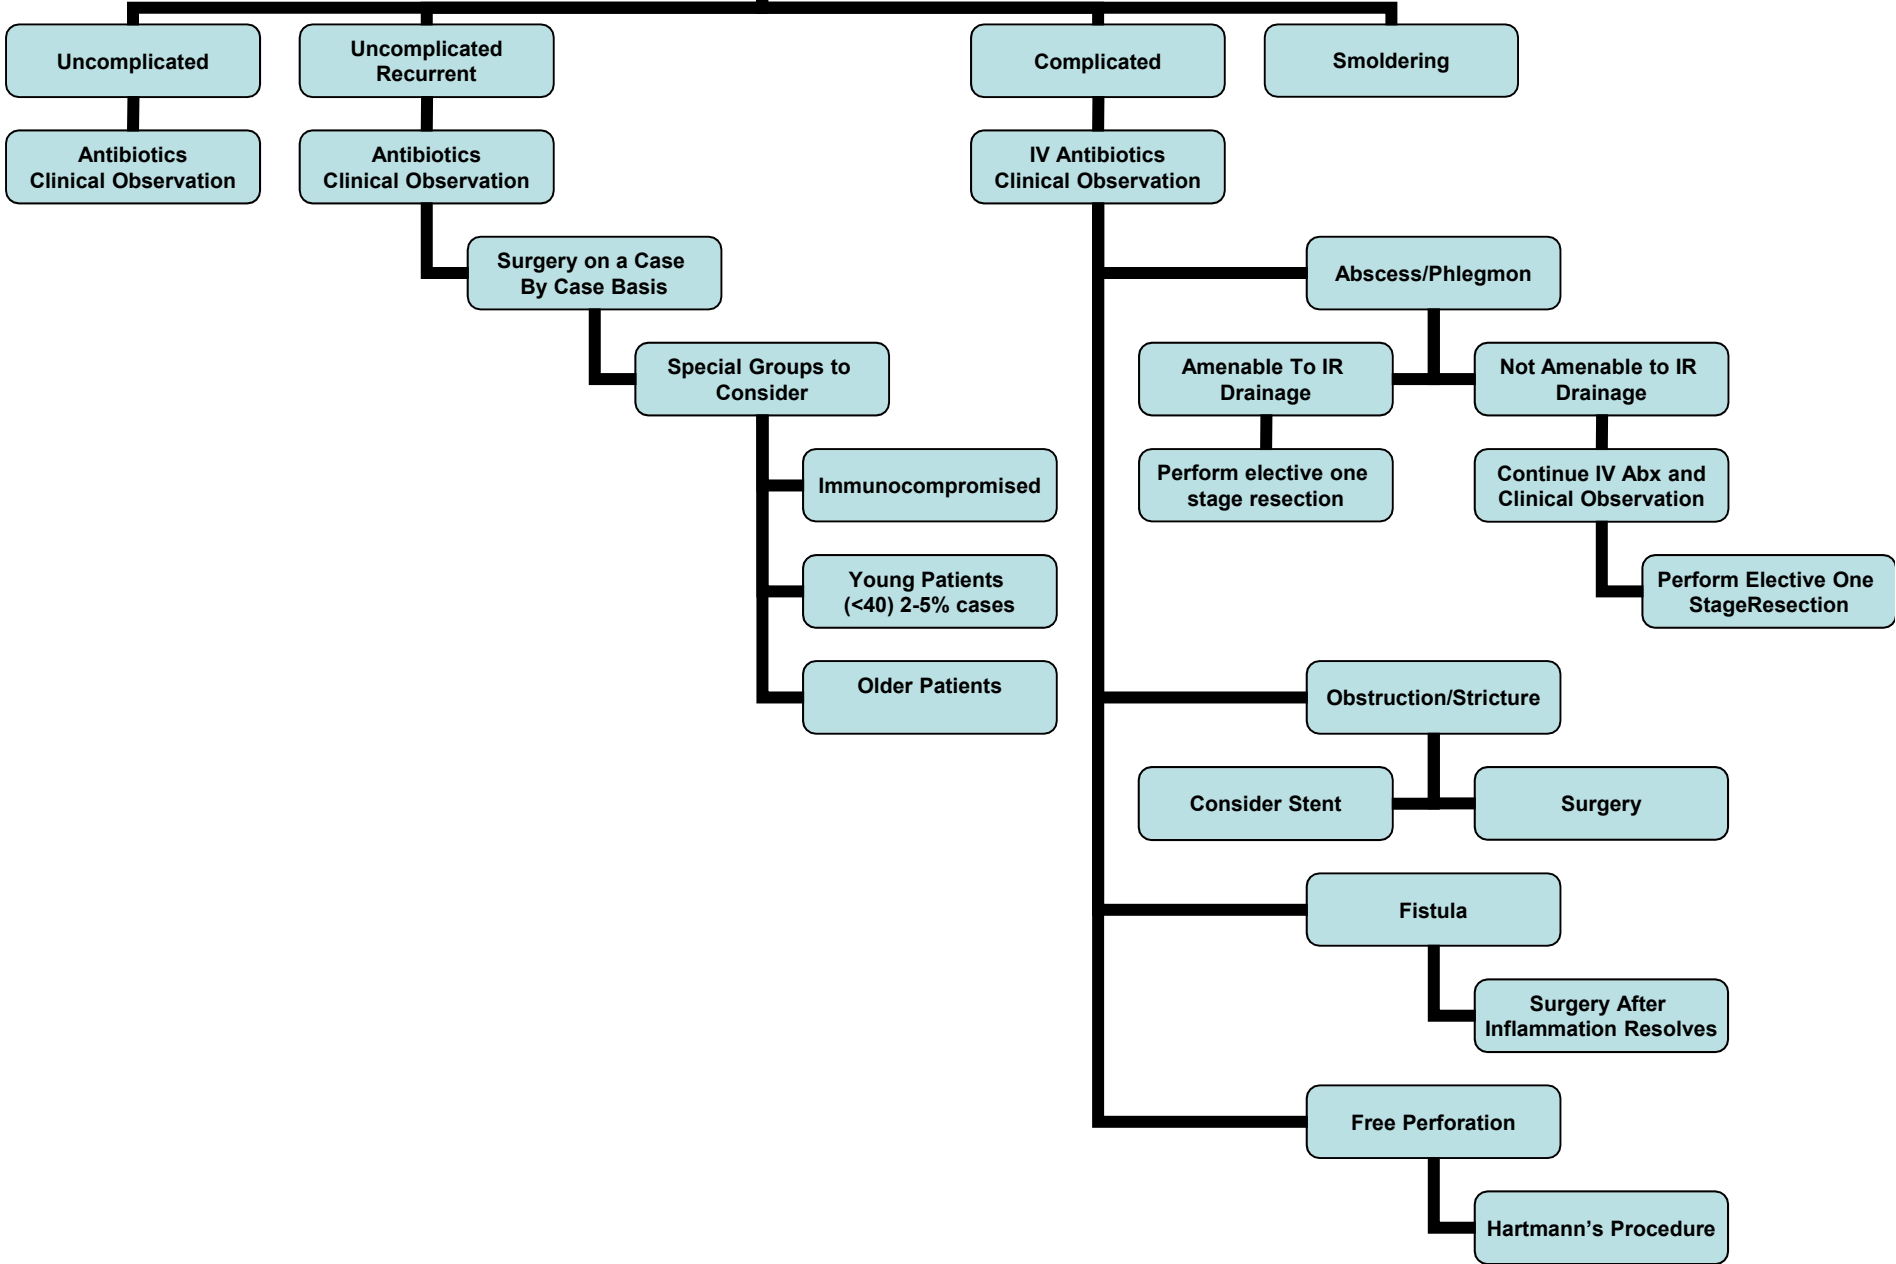 Uncomplicated
Uncomplicated
Recurrent
Complicated
Smoldering
Antibiotics
Clinical Observation
Antibiotics
Clinical Observation
IV Antibiotics
Clinical Observation
Surgery on a Case
By Case Basis
Abscess/Phlegmon
Special Groups to
Consider
Amenable To IR
Drainage
Not Amenable to IR
Drainage
Immunocompromised
Perform elective one
stage resection
Continue IV Abx and
Clinical Observation
Young Patients
(<40) 2-5% cases
Perform Elective One
StageResection
Older Patients
Obstruction/Stricture
Consider Stent
Surgery
Fistula
Surgery After
Inflammation Resolves
Free Perforation
Hartmann’s Procedure